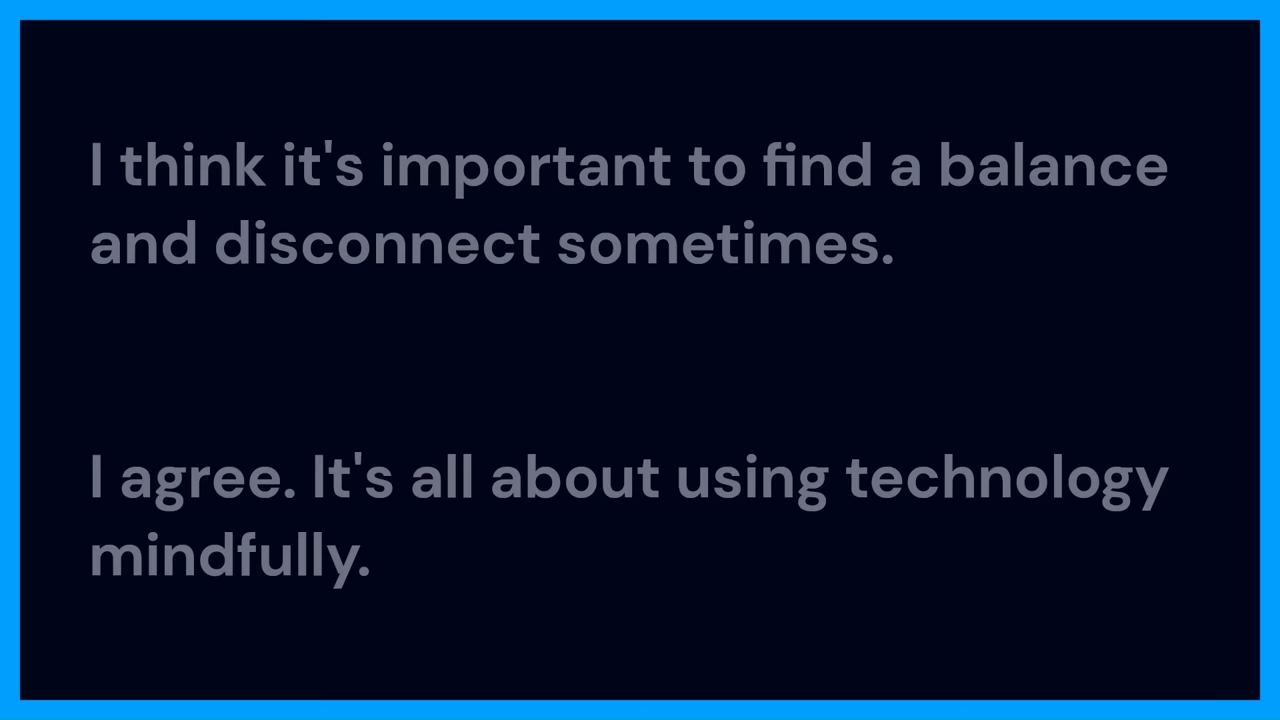 I think it's important to find a balance
and disconnect sometimes.
I agree. It's all about using technology
mindfully.